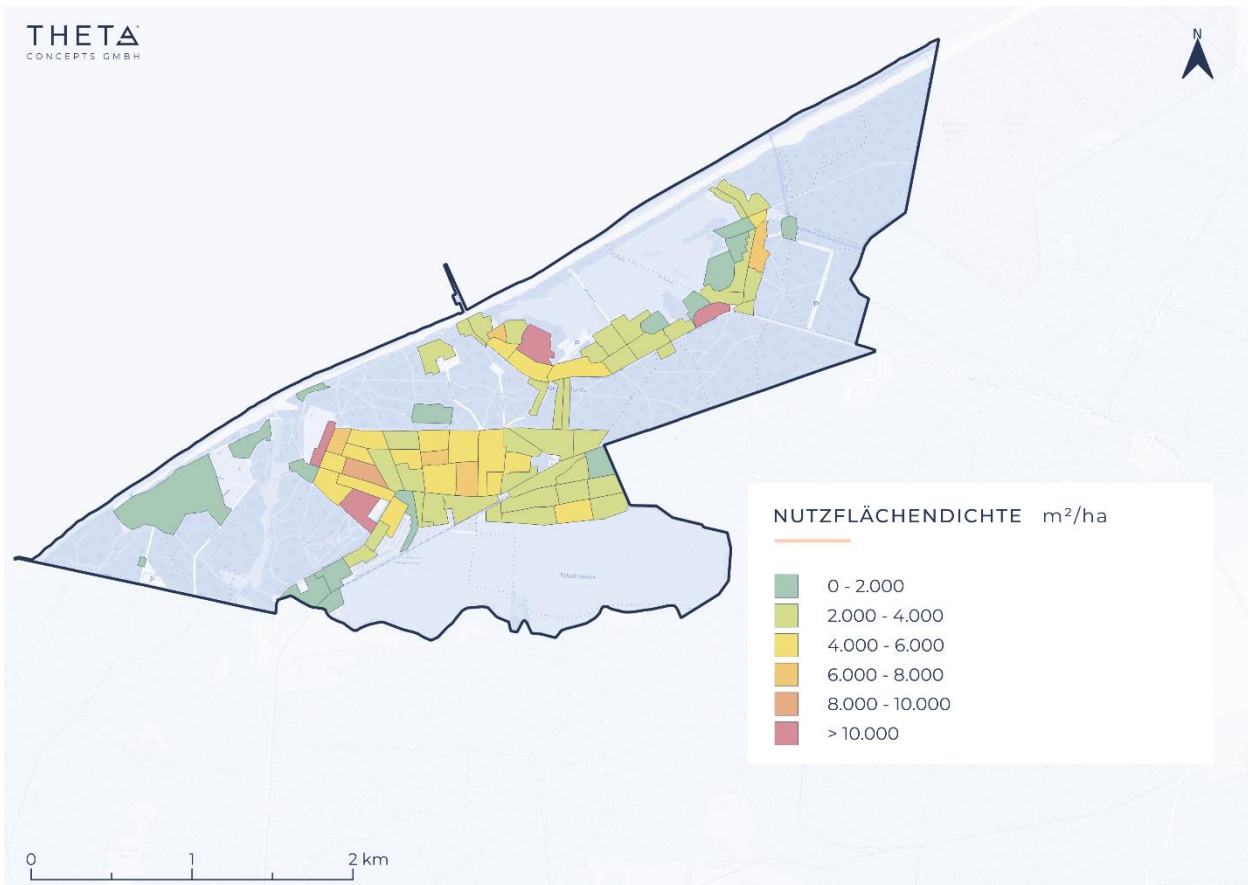 THETA
CONCEPTS GMBH
N
P
P
P
NUTZFLÄCHENDICHTE m²/ha
0 - 2.000
2.000 - 4.000
4.000 - 6.000
6.000 - 8.000
8.000 - 10.000
> 10.000
0 1 2 km